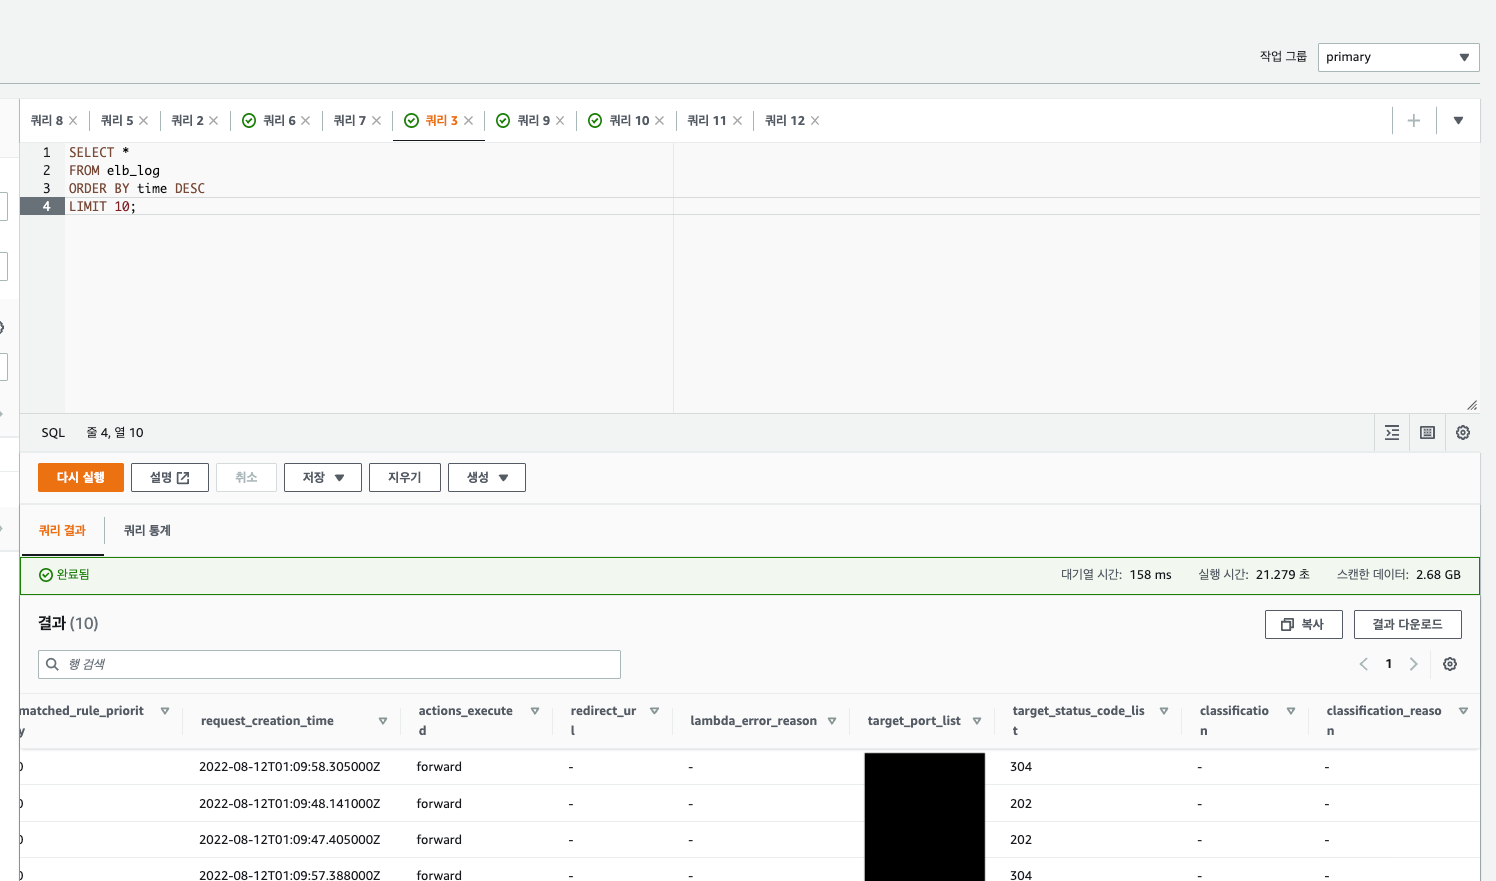 작업 그룹 primary
쿼리 8 쿼리 5 쿼리 2 쿼리 6 쿼리 7 쿼리 3 쿼리 9 쿼리 10 쿼리 11 쿼리 12
1 SELECT *
2 FROM elb_log
3 ORDER BY time DESC
4 LIMIT 10;
SQL 줄 4, 열 10
다시 실행 설명 취소 저장 지우기 생성
쿼리 결과 쿼리 통계
완료됨 대기열 시간: 158 ms 실행 시간: 21.279 초 스캔한 데이터: 2.68 GB
결과 (10) 복사 결과 다운로드
행 검색 1
matched_rule_priorit
y
request_creation_time
actions_execute
d
redirect_ur
l
lambda_error_reason
target_port_list
target_status_code_lis
t
classificatio
n
classification_reaso
n
0 2022-08-12T01:09:58.305000Z forward - - 304 - -
0 2022-08-12T01:09:48.141000Z forward - - 202 - -
0 2022-08-12T01:09:47.405000Z forward - - 202 - -
0 2022-08-12T01:09:57.388000Z forward - - 304 - -